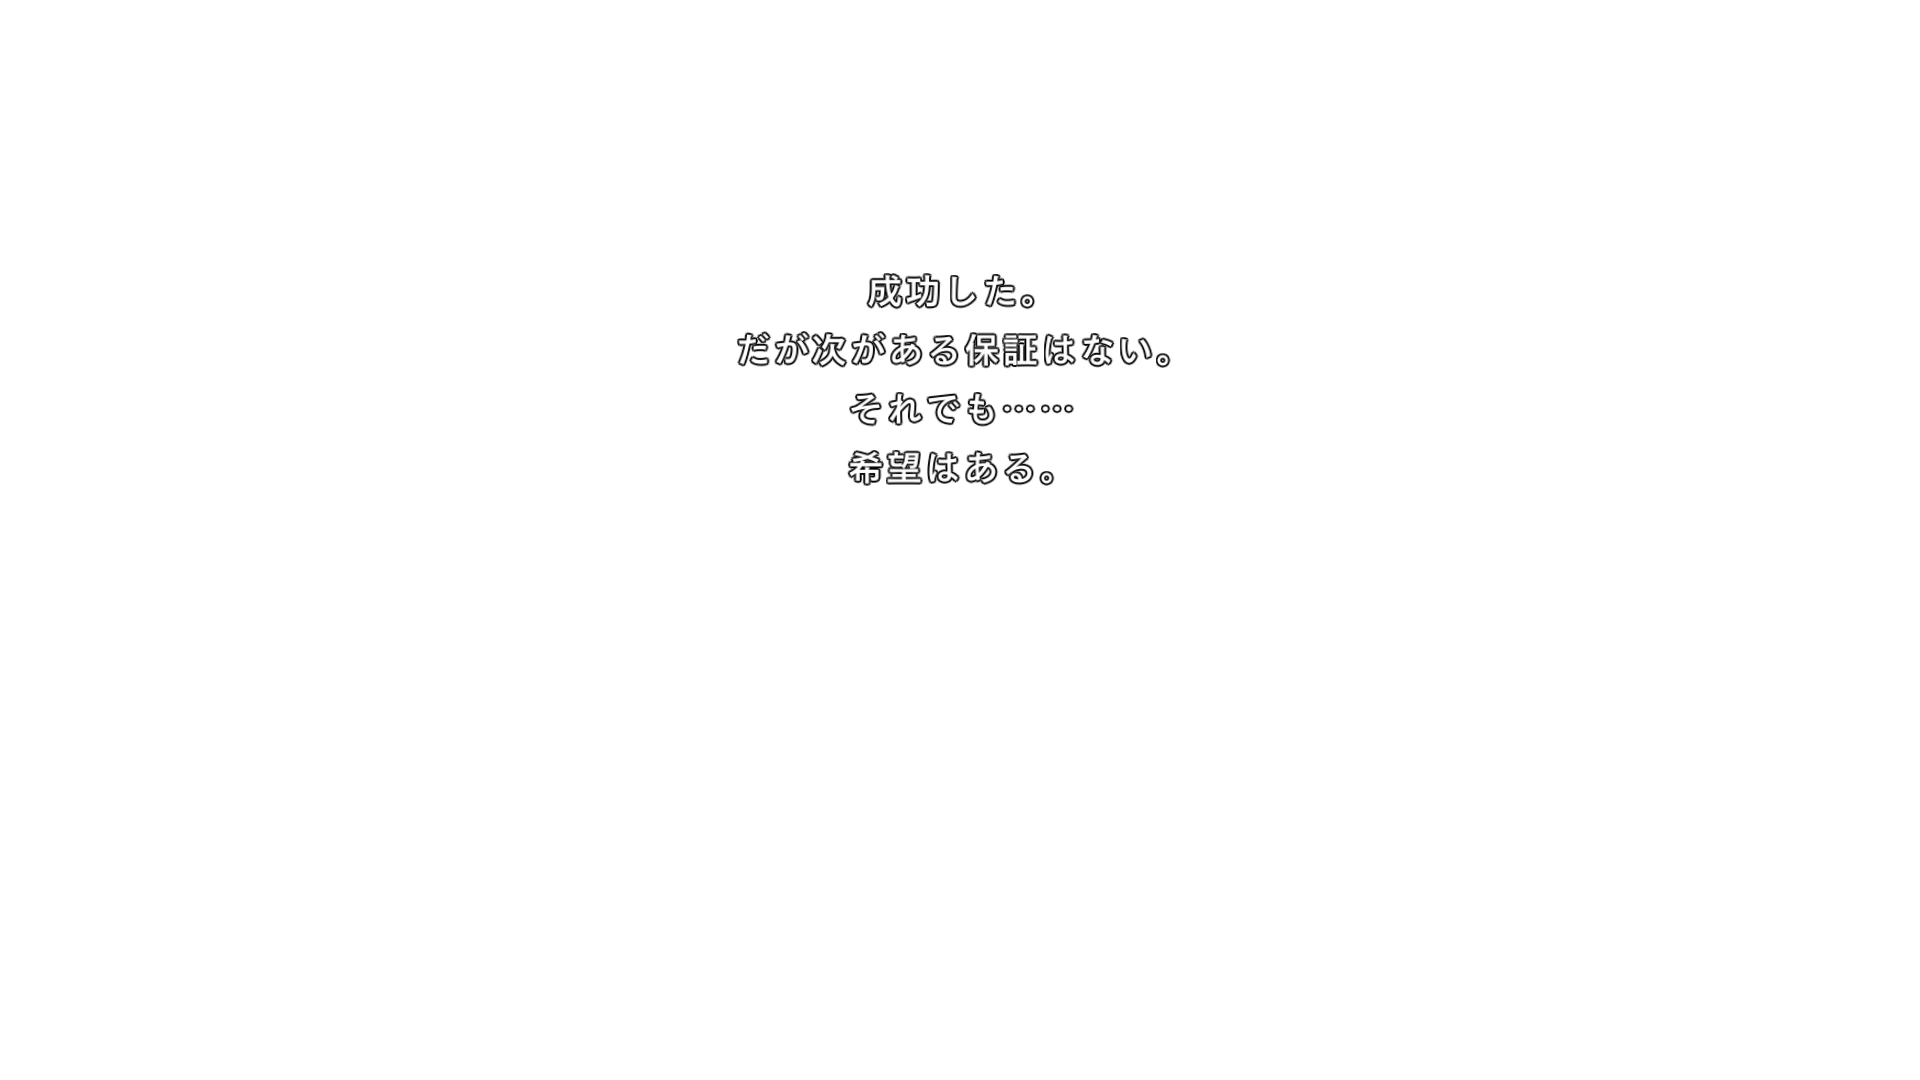 成功した。
だが次がある保証はない。
それでも……
希望はある。